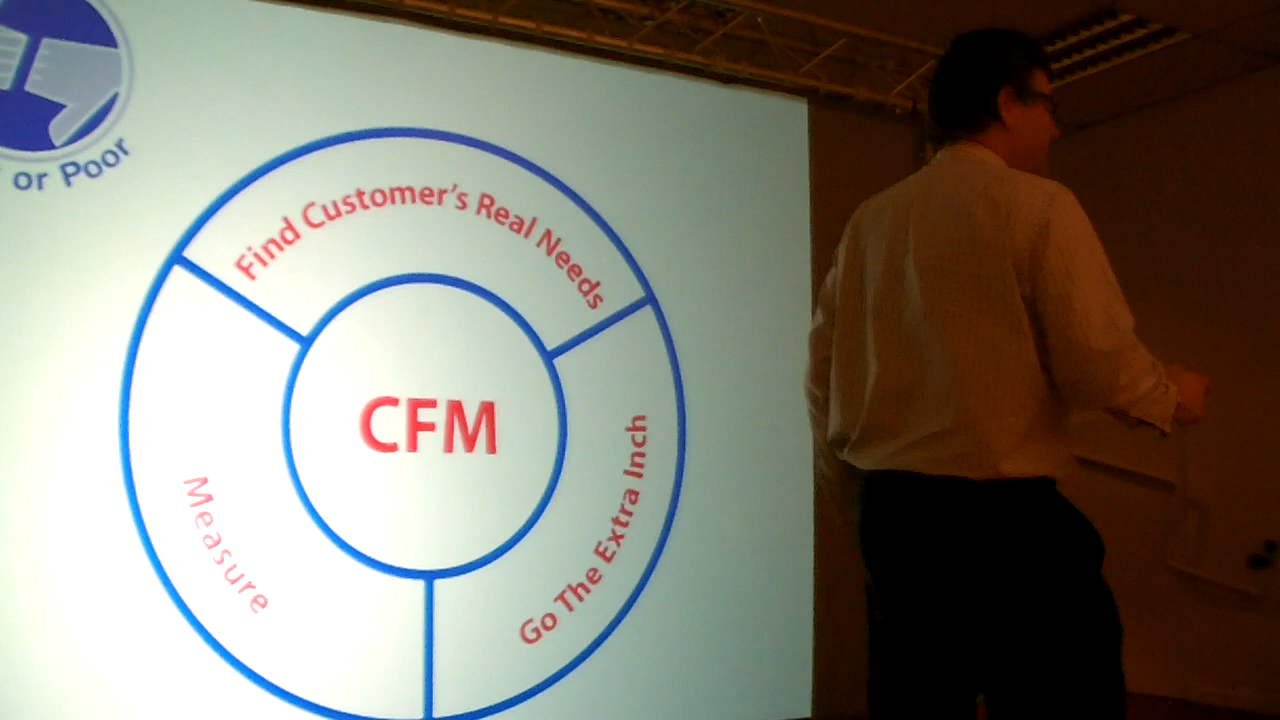 or Poor
Find Customer's Real Needs
CFM
Go The Extra Inch
Measure